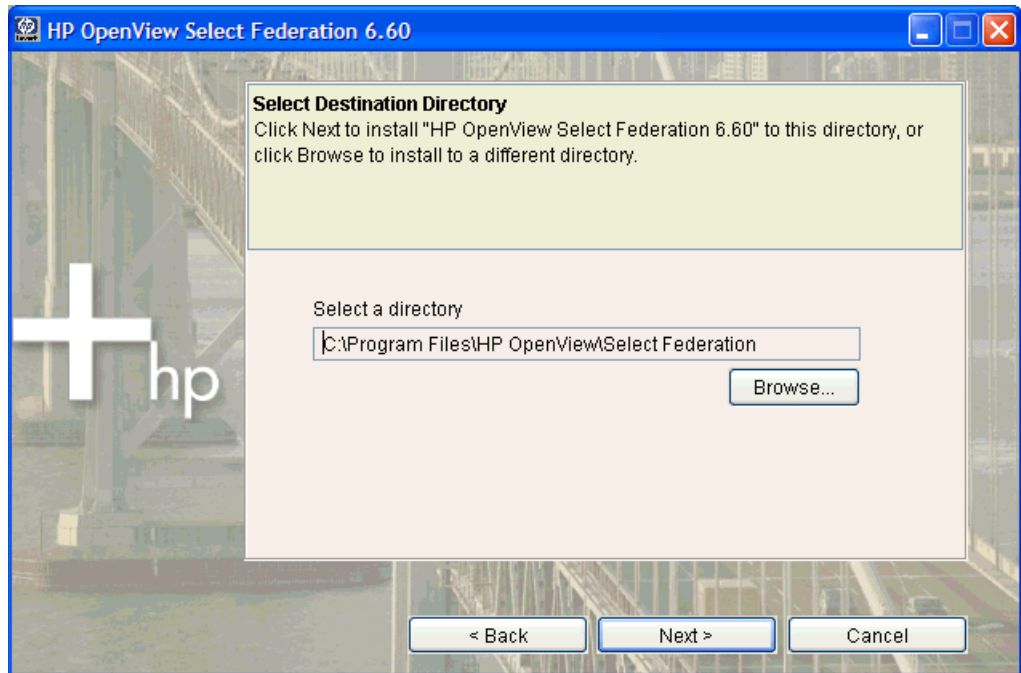 HP OpenView Select Federation 6.60
Select Destination Directory
Click Next to install "HP OpenView Select Federation 6.60" to this directory, or
click Browse to install to a different directory.
Select a directory
C:\Program Files\HP OpenView\Select Federation
Browse...
hp
< Back
Next >
Cancel